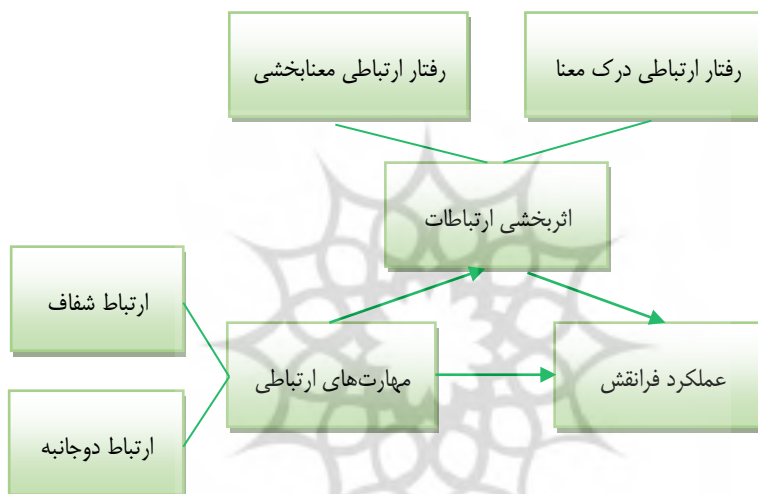 رفتار ارتباطی درک معنا
رفتار ارتباطی معنابخشی
اثربخشی ارتباطات
ارتباط شفاف
مهارت‌های ارتباطی
عملکرد فرانقش
ارتباط دوجانبه